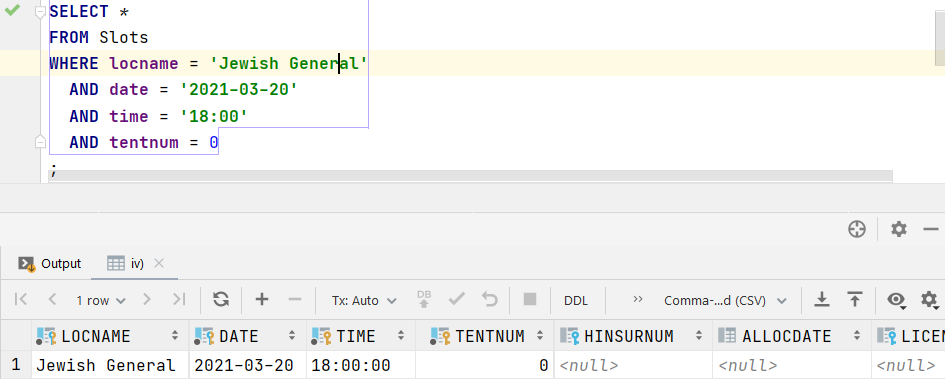 SELECT *
FROM Slots
WHERE locname = 'Jewish General'
AND date = '2021-03-20'
AND time = '18:00'
AND tentnum = 0
;
Output iv)
1 row Tx: Auto DB DDL Comma-...d (CSV)
LOCNAME DATE TIME TENTNUM HINSURNUM ALLOCDATE LICEN
1 Jewish General 2021-03-20 18:00:00 0 <null> <null> <null>